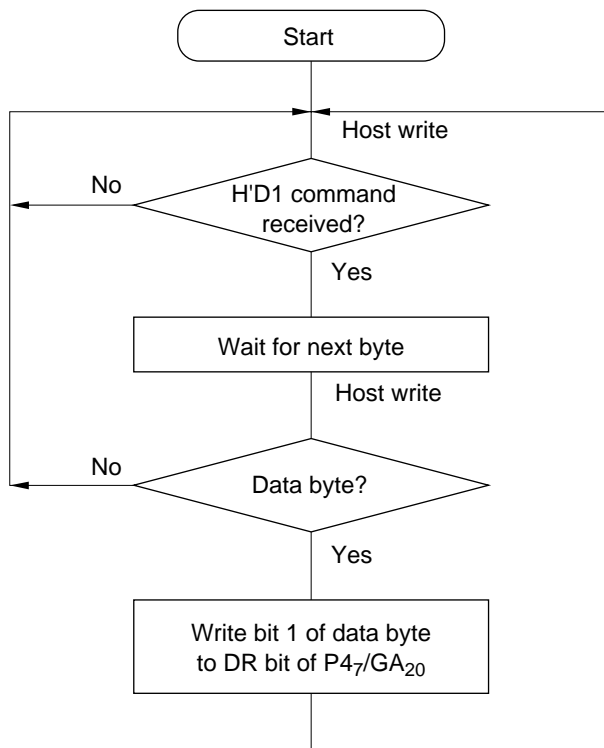 Start
Host write
No
H'D1 command
received?
Yes
Wait for next byte
Host write
No
Data byte?
Yes
Write bit 1 of data byte
to DR bit of P4₇/GA₂₀